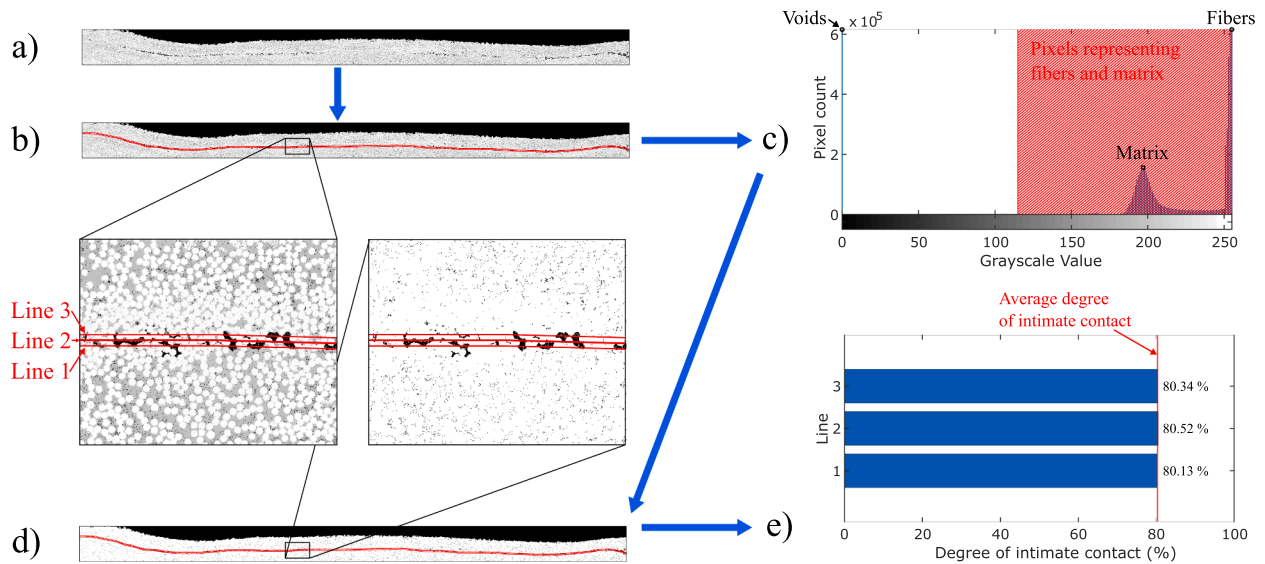 a)
b)
Line 3
Line 2
Line 1
d)
c)
Voids
× 10⁵
Fibers
Pixels representing
fibers and matrix
Matrix
Pixel count
6
4
2
0
0 50 100 150 200 250
Grayscale Value
Average degree
of intimate contact
e)
Line
3
80.34 %
2
80.52 %
1
80.13 %
0 20 40 60 80 100
Degree of intimate contact (%)